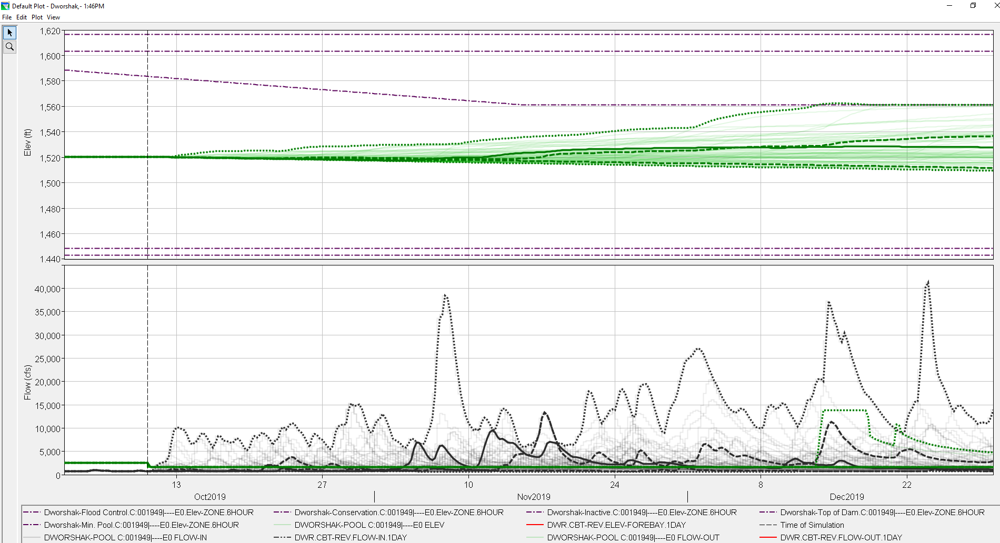 Default Plot - Dworshak,- 1:46PM
File Edit Plot View
1,620
1,600
1,580
1,560
1,540
1,520
1,500
1,480
1,460
1.440
Elev (ft)
40,000
35,000
30,000
25,000
20,000
15,000
10,000
5,000
0
Flow (cfs)
13 27 10 24 8 22
Oct2019 Nov2019 Dec2019
Dworshak-Flood Control.C:001949|----E0.Elev-ZONE.6HOUR Dworshak-Conservation.C:001949|----E0.Elev-ZONE.6HOUR Dworshak-Inactive.C:001949|----E0.Elev-ZONE.6HOUR Dworshak-Top of Dam.C:001949|----E0.Elev-ZONE.6HOUR
Dworshak-Min. Pool.C:001949|----E0.Elev-ZONE.6HOUR DWORSHAK-POOL C:001949|----E0 ELEV DWR.CBT-REV.ELEV-FOREBAY.1DAY Time of Simulation
DWORSHAK-POOL C:001949|----E0 FLOW-IN DWR.CBT-REV.FLOW-IN.1DAY DWORSHAK-POOL C:001949|----E0 FLOW-OUT DWR.CBT-REV.FLOW-OUT.1DAY